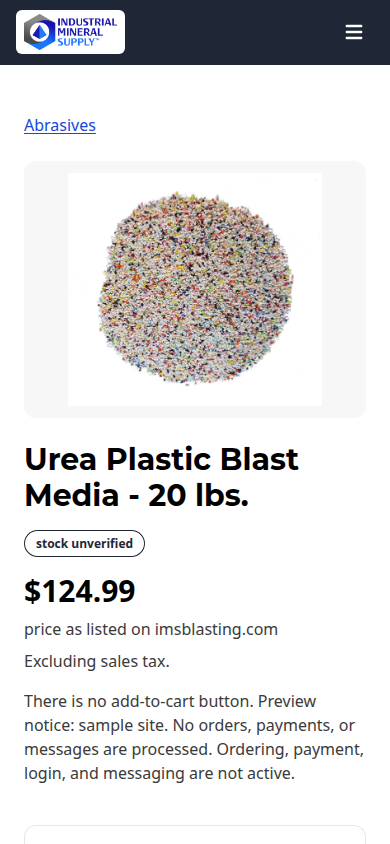 INDUSTRIAL
MINERAL
SUPPLY™
Abrasives
Urea Plastic Blast
Media - 20 lbs.
stock unverified
$124.99
price as listed on imsblasting.com
Excluding sales tax.
There is no add-to-cart button. Preview
notice: sample site. No orders, payments, or
messages are processed. Ordering, payment,
login, and messaging are not active.